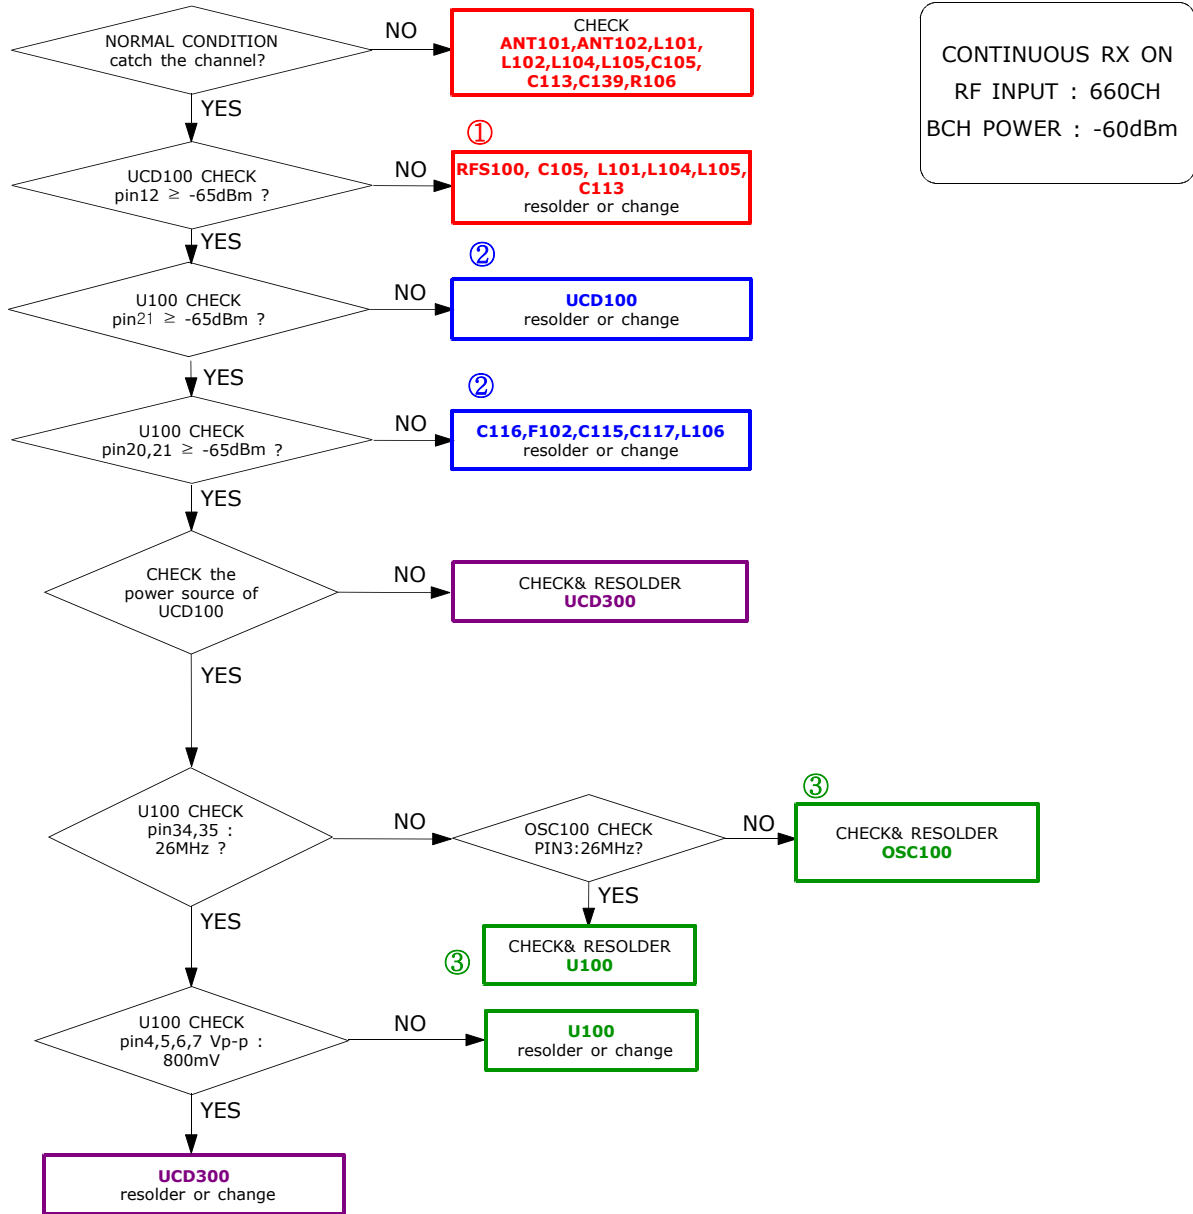 NORMAL CONDITION
catch the channel?
NO
CHECK
ANT101,ANT102,L101,
L102,L104,L105,C105,
C113,C139,R106
CONTINUOUS RX ON
RF INPUT : 660CH
BCH POWER : -60dBm
YES
①
UCD100 CHECK
pin12 ≥ -65dBm ?
NO
RFS100, C105, L101,L104,L105,
C113
resolder or change
YES
②
U100 CHECK
pin21 ≥ -65dBm ?
NO
UCD100
resolder or change
YES
②
U100 CHECK
pin20,21 ≥ -65dBm ?
NO
C116,F102,C115,C117,L106
resolder or change
YES
CHECK the
power source of
UCD100
NO
CHECK& RESOLDER
UCD300
YES
U100 CHECK
pin34,35 :
26MHz ?
NO
OSC100 CHECK
PIN3:26MHz?
NO
③
CHECK& RESOLDER
OSC100
YES
YES
③
CHECK& RESOLDER
U100
U100 CHECK
pin4,5,6,7 Vp-p :
800mV
NO
U100
resolder or change
YES
UCD300
resolder or change